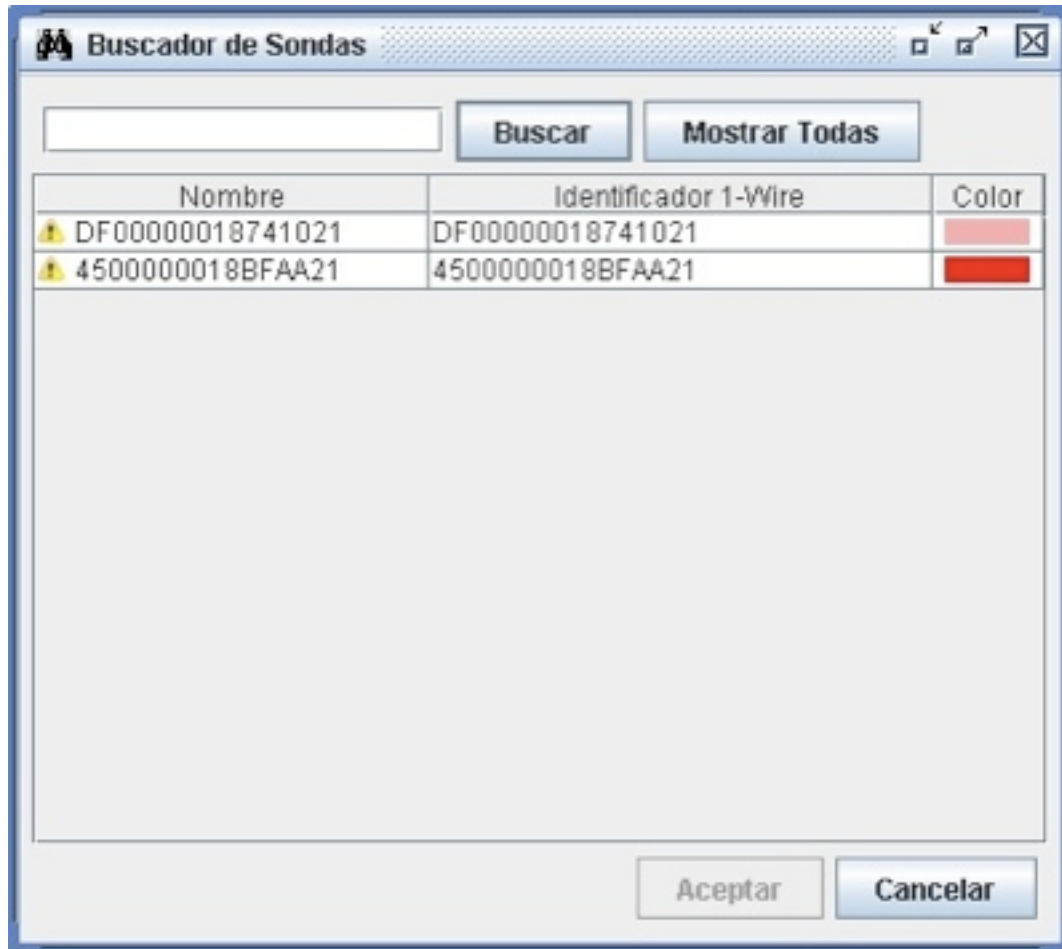 Buscador de Sondas
Buscar Mostrar Todas
Nombre Identificador 1-Wire Color
DF00000018741021 DF00000018741021
4500000018BFAA21 4500000018BFAA21
Aceptar Cancelar